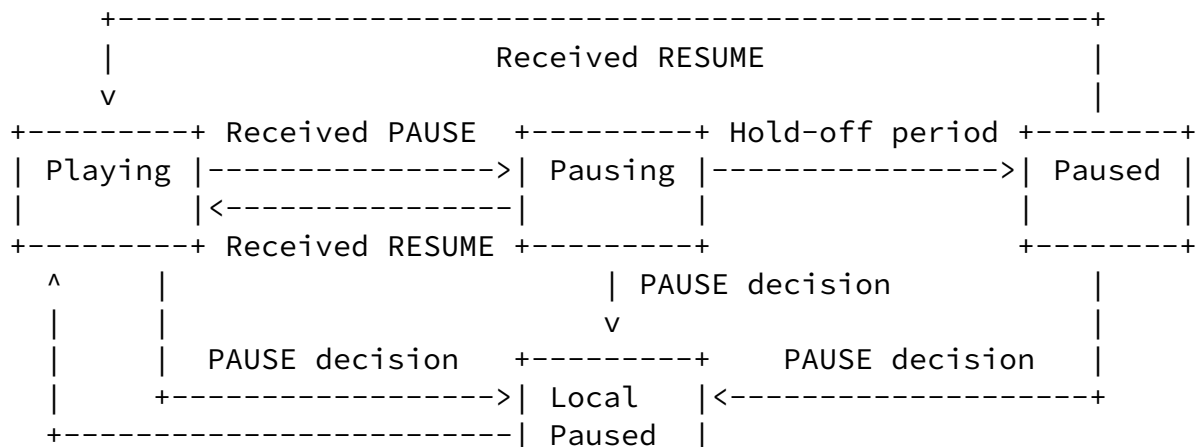 Received RESUME
Received PAUSE Hold-off period
Playing Pausing Paused
Received RESUME
PAUSE decision
PAUSE decision PAUSE decision
Local
Paused